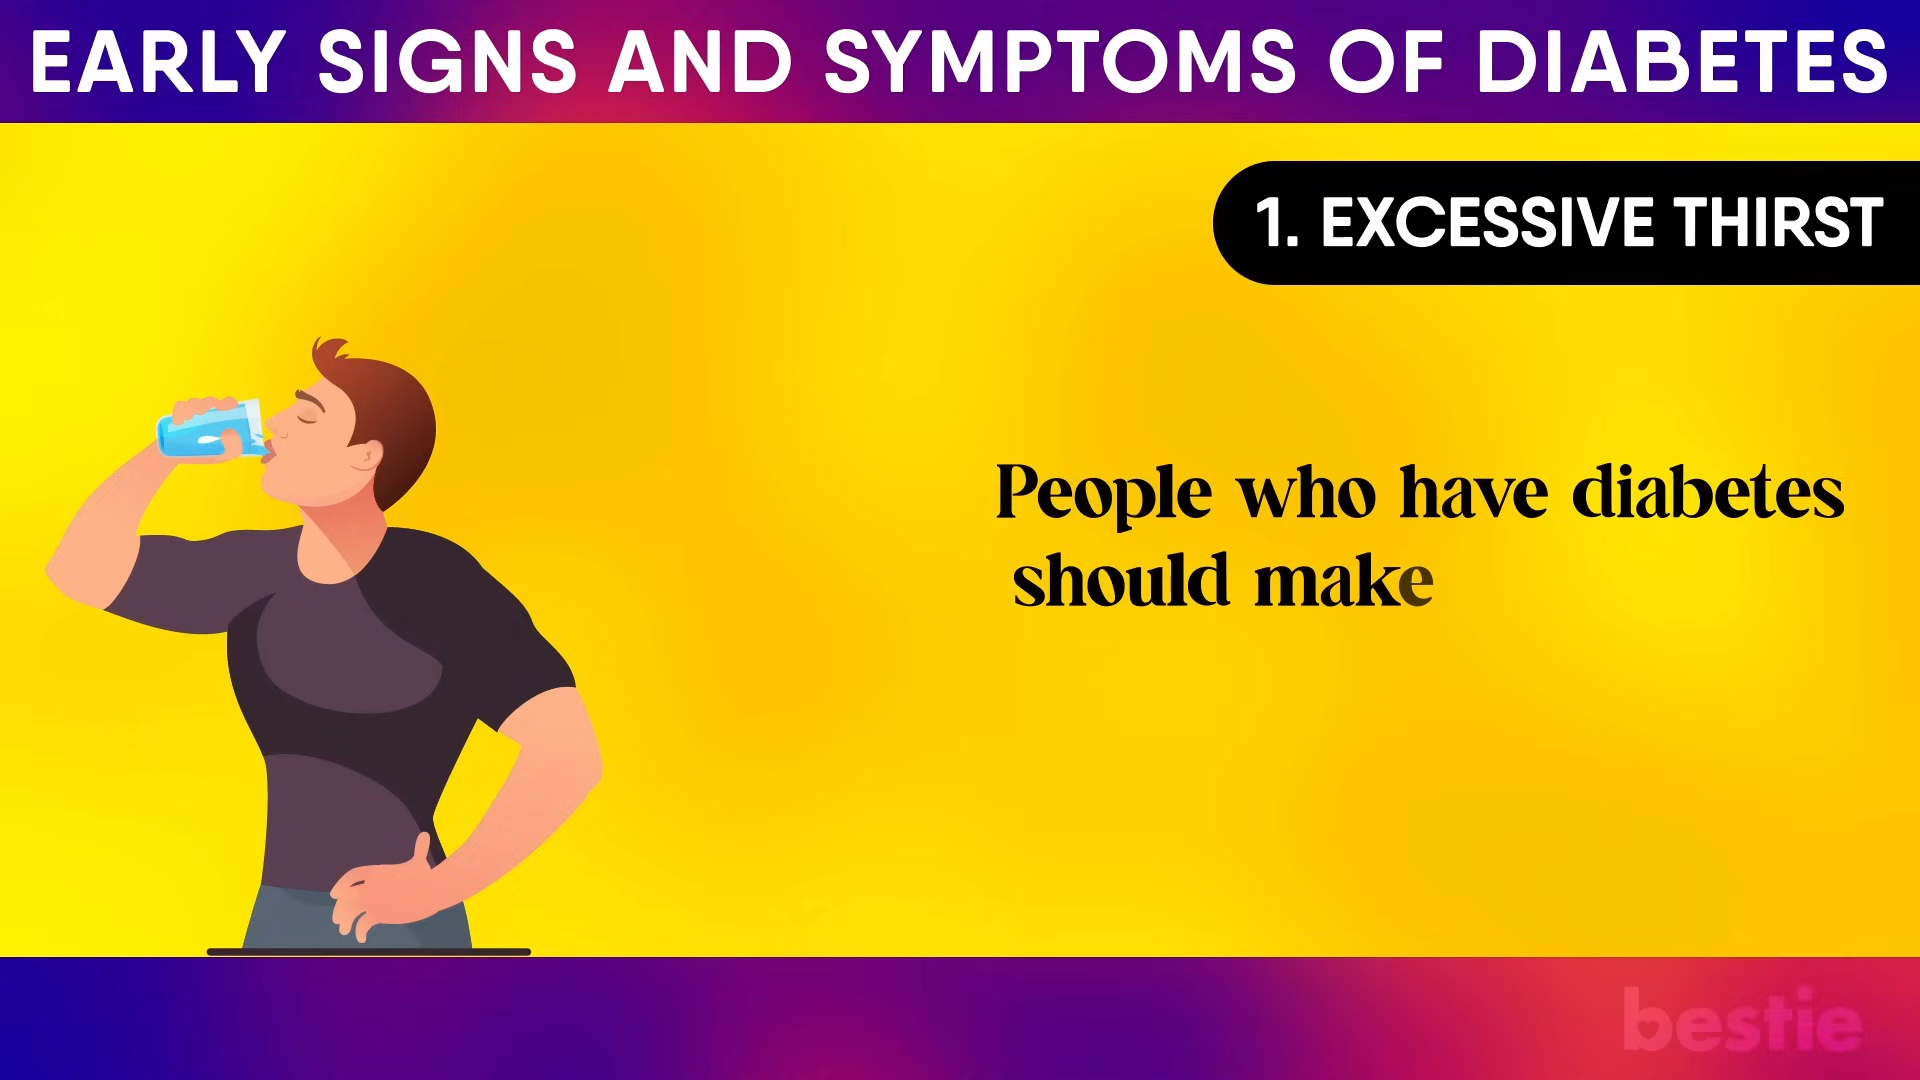 EARLY SIGNS AND SYMPTOMS OF DIABETES
1. EXCESSIVE THIRST
People who have diabetes
should make
bestie